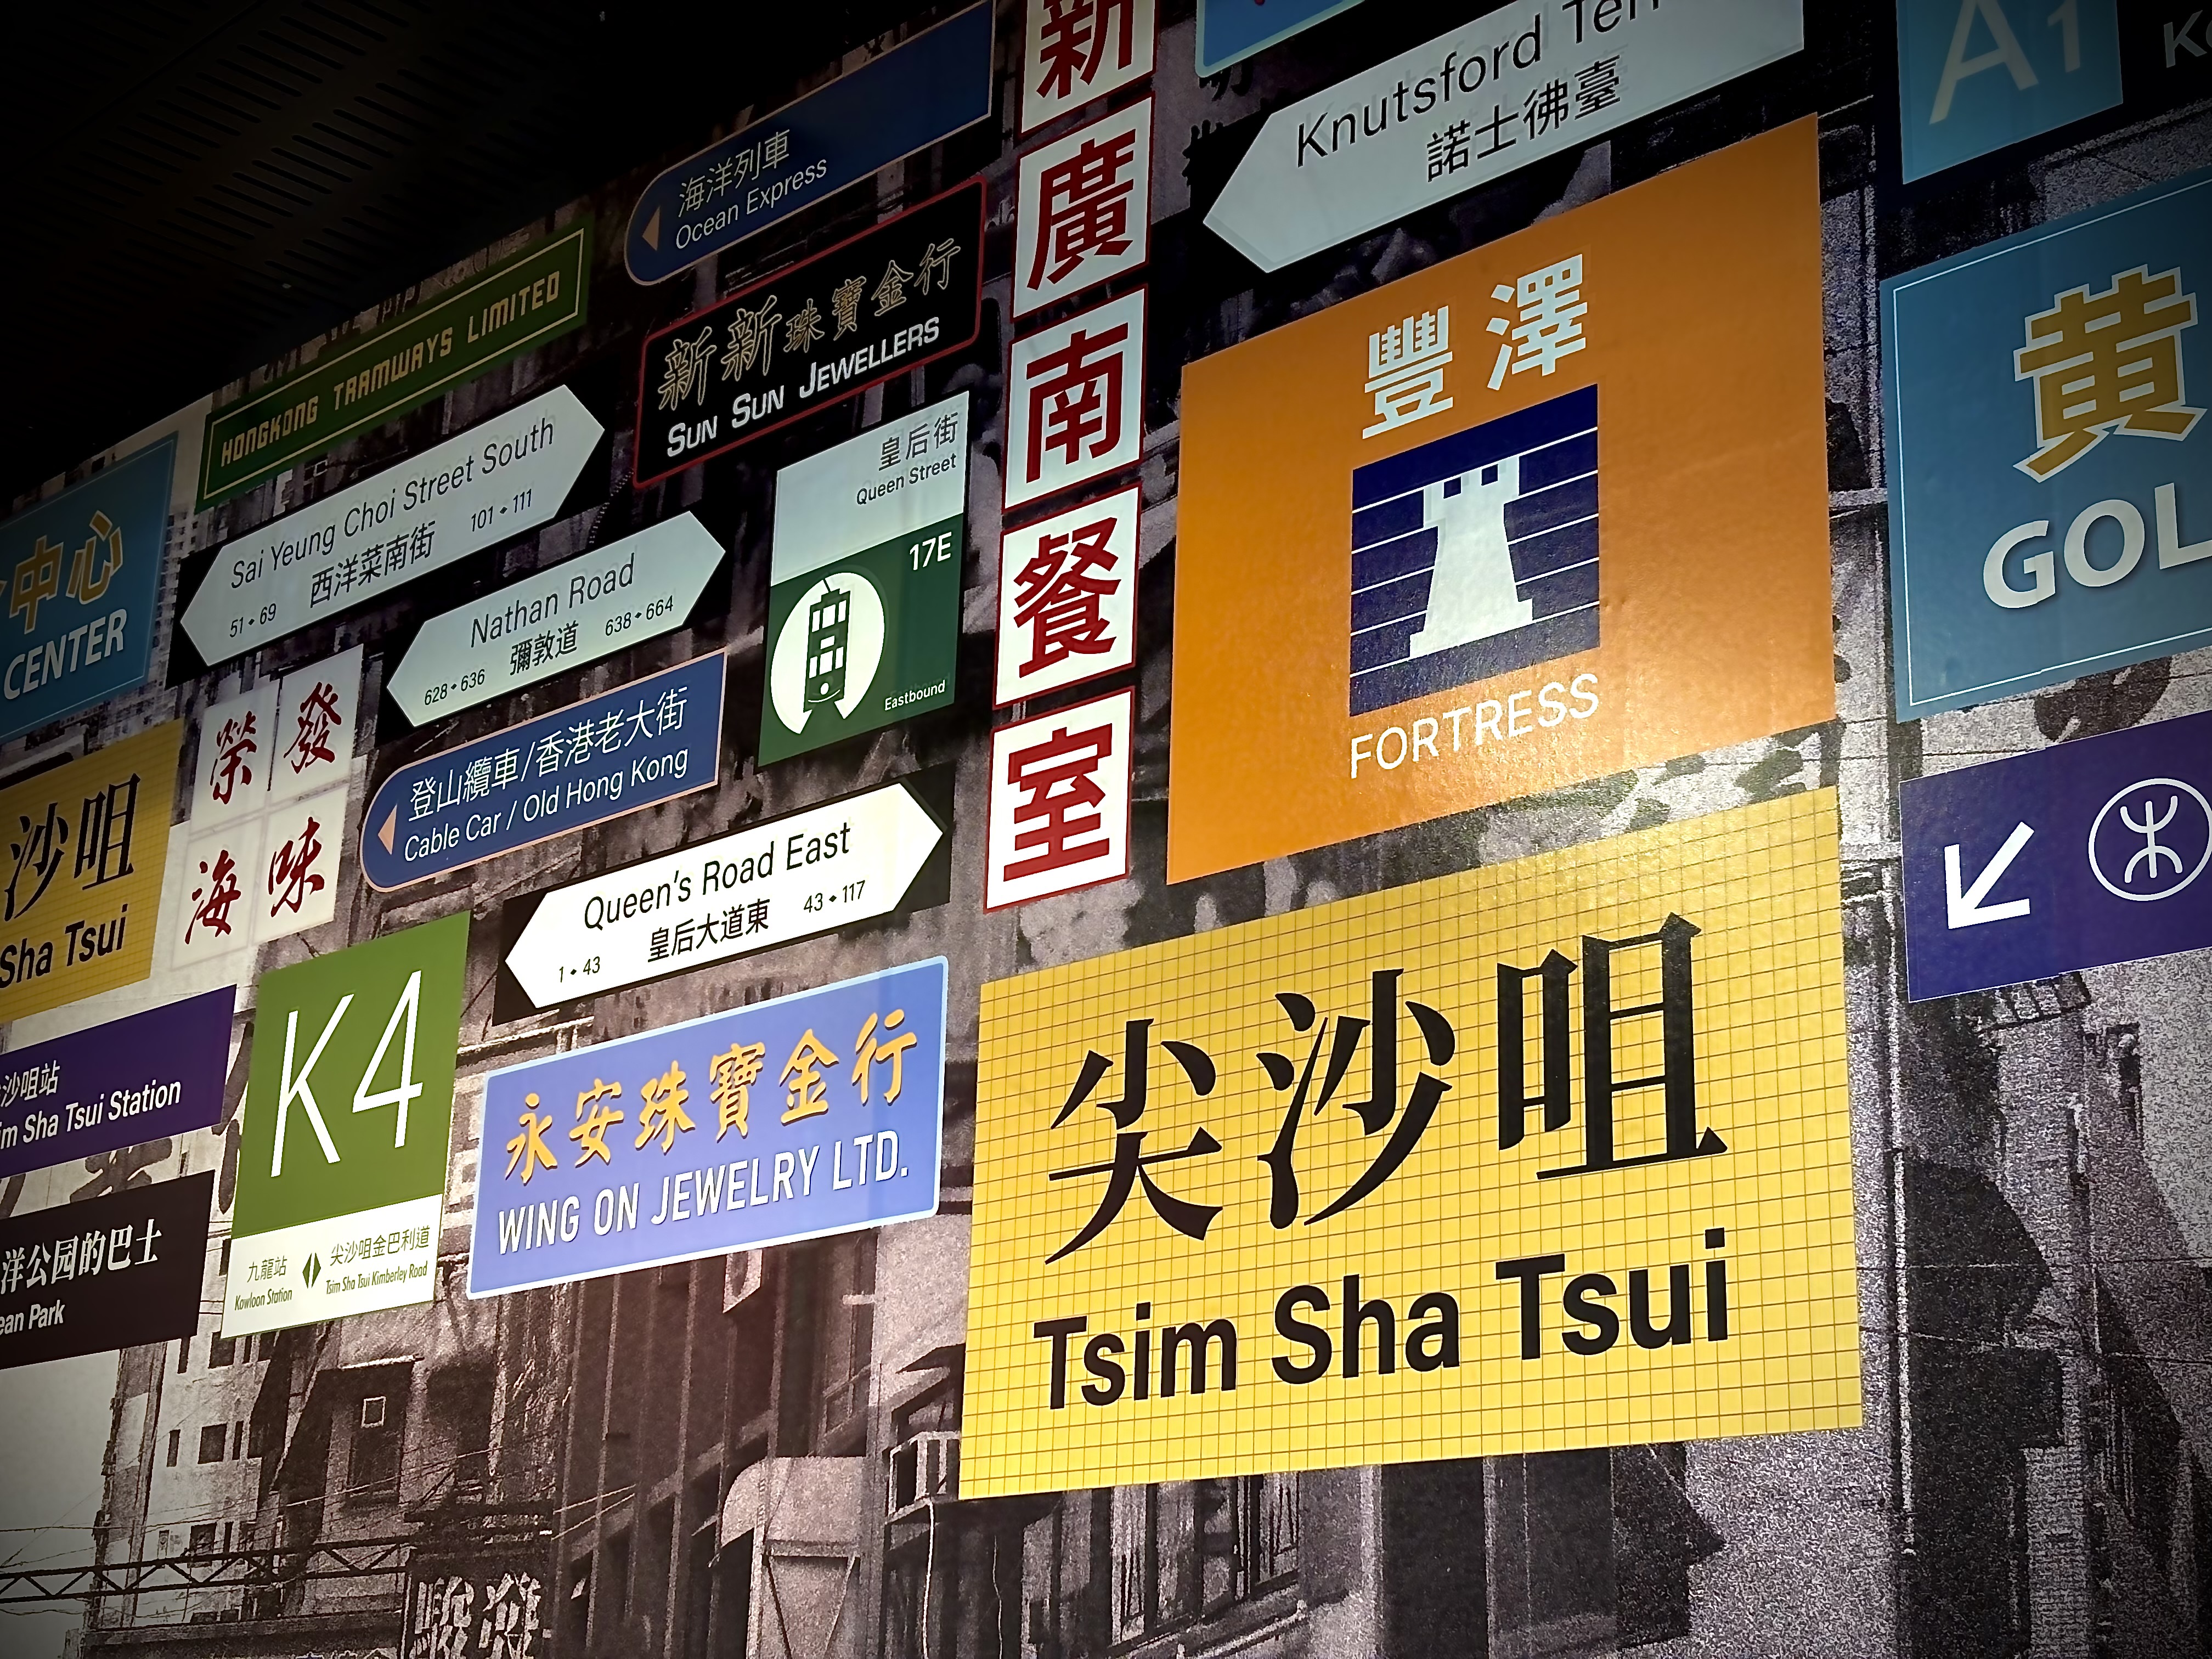 海洋列車
Ocean Express
新
廣
南
餐
室
Knutsford
諾士彿臺
A1
HONGKONG TRAMWAYS LIMITED
新新珠寶金行
SUN SUN JEWELLERS
豐澤
FORTRESS
黃
GOL
中心
CENTER
Sai Yeung Choi Street South
西洋菜南街
51 69
101 111
Nathan Road
彌敦道
628 636
638 664
皇后街
Queen Street
17E
Eastbound
榮發
海味
登山纜車/香港老大街
Cable Car / Old Hong Kong
沙咀
Sha Tsui
Queen's Road East
皇后大道東
1 43
43 117
K4
九龍站
Kowloon Station
尖沙咀金巴利道
Tsim Sha Tsui Kimberley Road
永安珠寶金行
WING ON JEWELRY LTD.
尖沙咀
Tsim Sha Tsui
沙咀站
im Sha Tsui Station
洋公园的巴士
ean Park